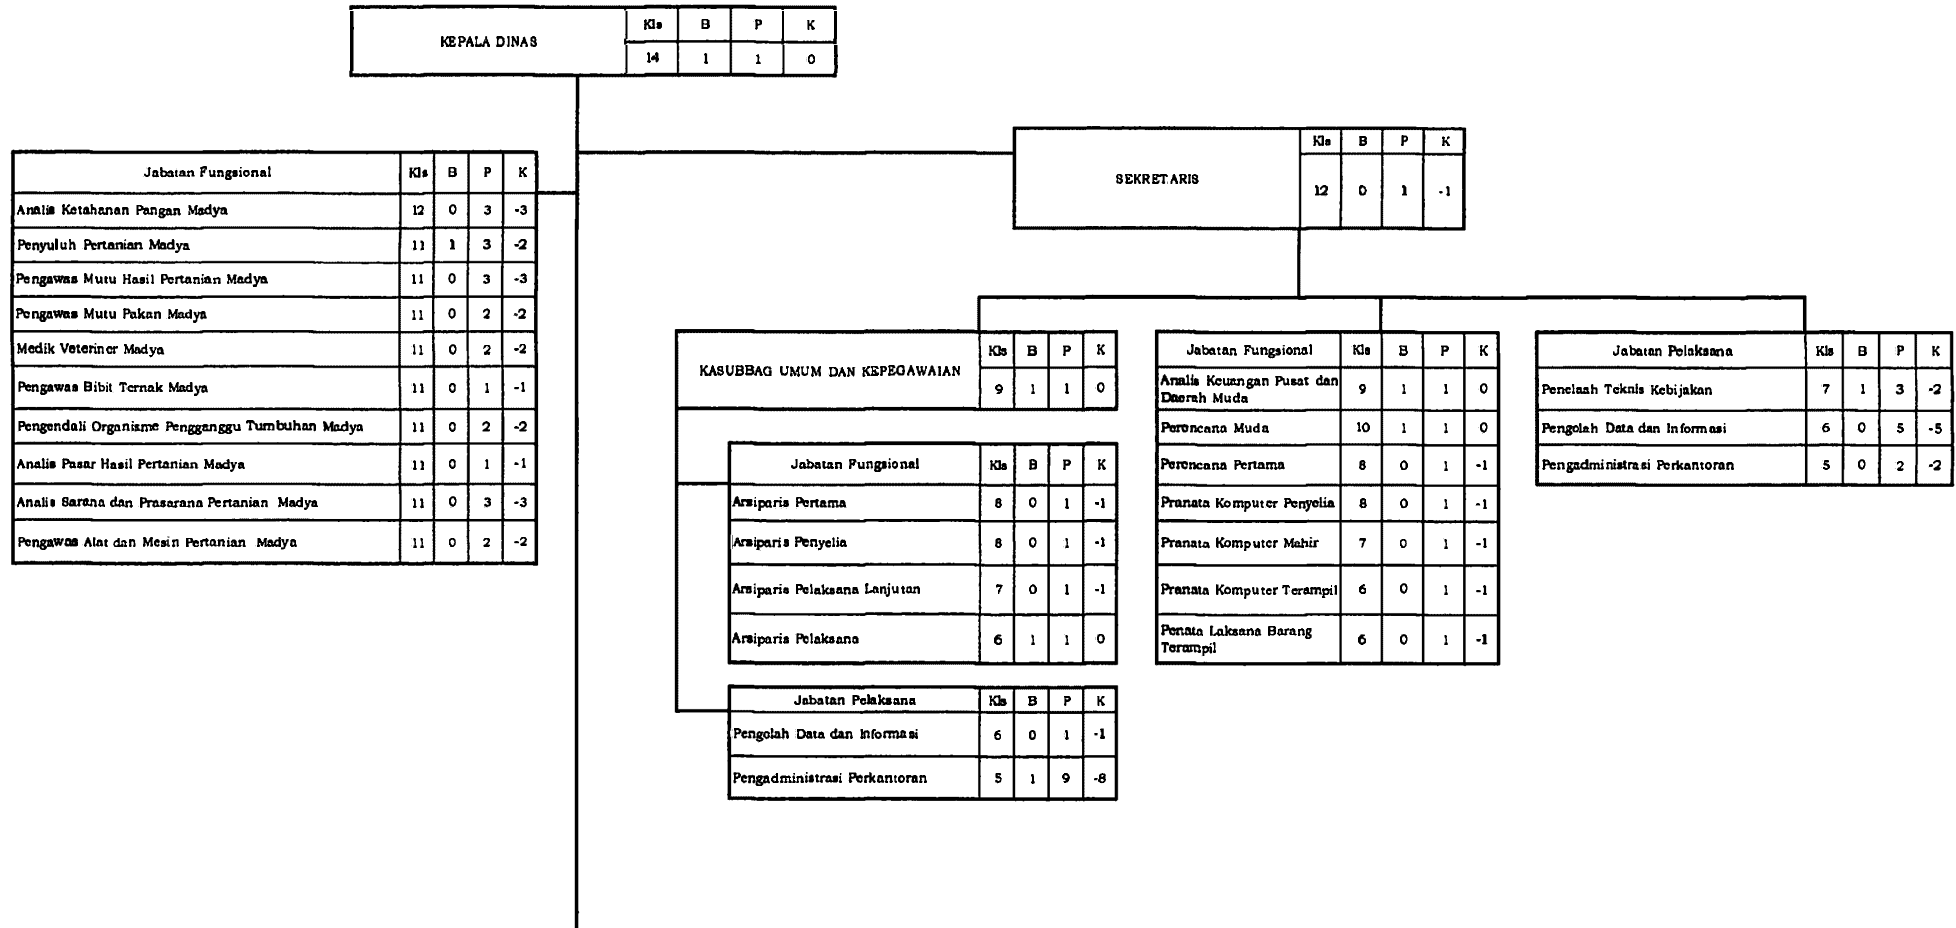 KEPALA DINAS Kls B P K
14 1 1 0
SEKRETARIS Kls B P K
12 0 1 -1
Jabatan Fungsional Kls B P K
Analis Ketahanan Pangan Madya 12 0 3 -3
Penyuluh Pertanian Madya 11 1 3 -2
Pengawas Mutu Hasil Pertanian Madya 11 0 3 -3
Pengawas Mutu Pakan Madya 11 0 2 -2
Medik Veteriner Madya 11 0 2 -2
Pengawas Bibit Ternak Madya 11 0 1 -1
Pengendali Organisme Pengganggu Tumbuhan Madya 11 0 2 -2
Analis Pasar Hasil Pertanian Madya 11 0 1 -1
Analis Sarana dan Prasarana Pertanian Madya 11 0 3 -3
Pengawas Alat dan Mesin Pertanian Madya 11 0 2 -2
KASUBBAG UMUM DAN KEPEGAWAIAN Kls B P K
9 1 1 0
Jabatan Fungsional Kls B P K
Arsiparis Pertama 8 0 1 -1
Arsiparis Penyelia 8 0 1 -1
Arsiparis Pelaksana Lanjutan 7 0 1 -1
Arsiparis Pelaksana 6 1 1 0
Jabatan Pelaksana Kls B P K
Pengolah Data dan Informasi 6 0 1 -1
Pengadministrasi Perkantoran 5 1 9 -8
Jabatan Fungsional Kls B P K
Analis Keuangan Pusat dan
Daerah Muda 9 1 1 0
Perencana Muda 10 1 1 0
Perencana Pertama 8 0 1 -1
Pranata Komputer Penyelia 8 0 1 -1
Pranata Komputer Mahir 7 0 1 -1
Pranata Komputer Terampil 6 0 1 -1
Penata Laksana Barang
Terampil 6 0 1 -1
Jabatan Pelaksana Kls B P K
Penelaah Teknis Kebijakan 7 1 3 -2
Pengolah Data dan Informasi 6 0 5 -5
Pengadministrasi Perkantoran 5 0 2 -2